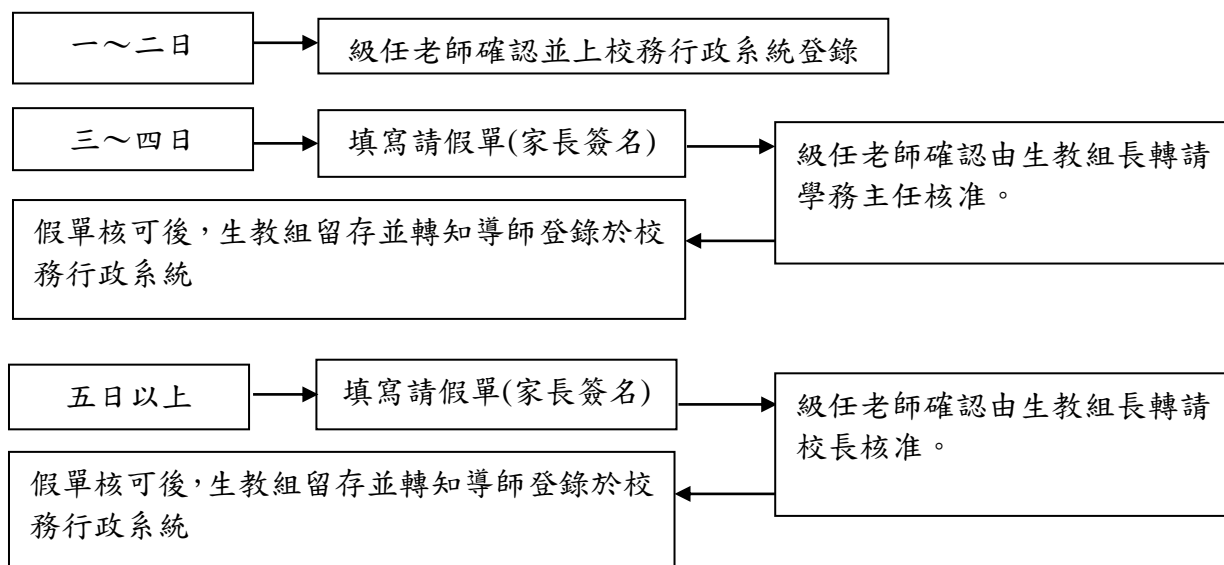 一～二日
級任老師確認並上校務行政系統登錄
三～四日
填寫請假單(家長簽名)
級任老師確認由生教組長轉請
學務主任核准。
假單核可後，生教組留存並轉知導師登錄於校
務行政系統
五日以上
填寫請假單(家長簽名)
級任老師確認由生教組長轉請
校長核准。
假單核可後，生教組留存並轉知導師登錄於校
務行政系統